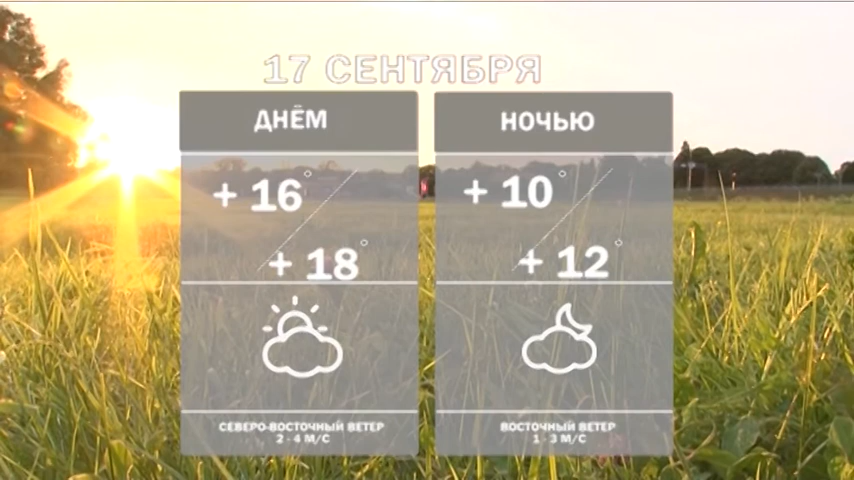 17 СЕНТЯБРЯ
ДНЁМ
+ 16°
+ 18°
СЕВЕРО-ВОСТОЧНЫЙ ВЕТЕР
2 - 4 М/С
НОЧЬЮ
+ 10°
+ 12°
ВОСТОЧНЫЙ ВЕТЕР
1 - 3 М/С